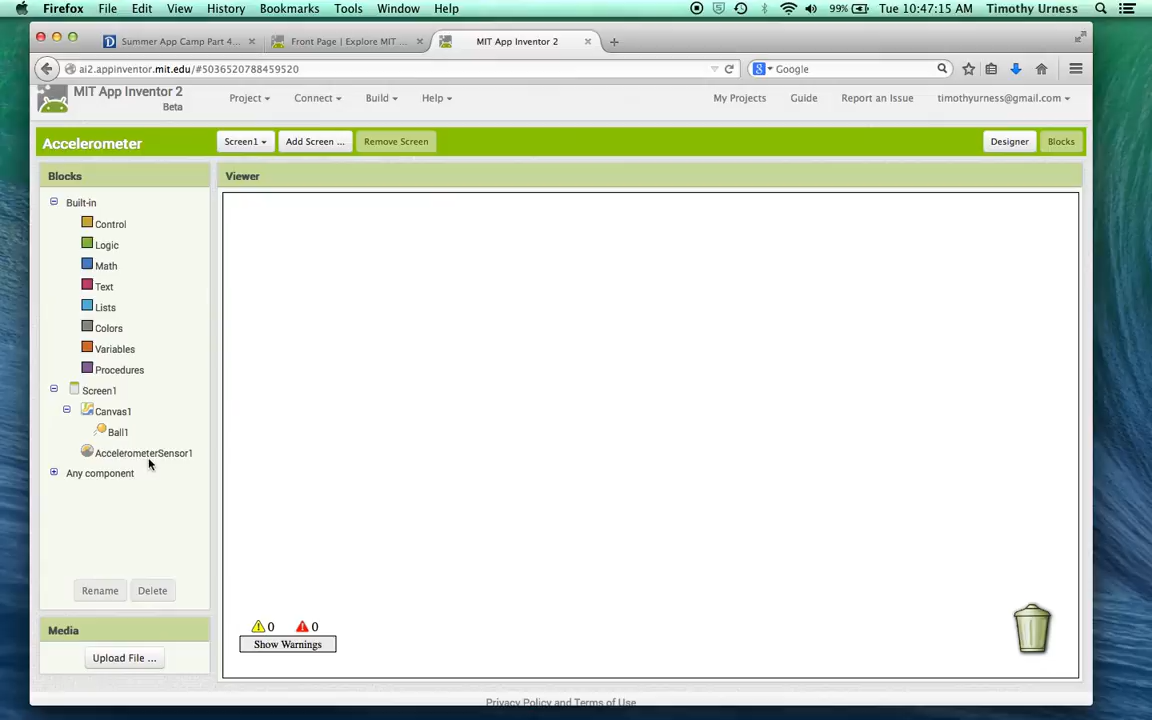 Firefox File Edit View History Bookmarks Tools Window Help 99% Tue 10:47:15 AM Timothy Urness
Summer App Camp Part 4... Front Page | Explore MIT ... MIT App Inventor 2
ai2.appinventor.mit.edu/#5036520788459520 Google
MIT App Inventor 2
Beta
Project Connect Build Help My Projects Guide Report an Issue timothyurness@gmail.com
Accelerometer Screen1 Add Screen ... Remove Screen Designer Blocks
Blocks Viewer
Built-in
Control
Logic
Math
Text
Lists
Colors
Variables
Procedures
Screen1
Canvas1
Ball1
AccelerometerSensor1
Any component
Rename Delete
0 0
Show Warnings
Media
Upload File ...
Privacy Policy and Terms of Use